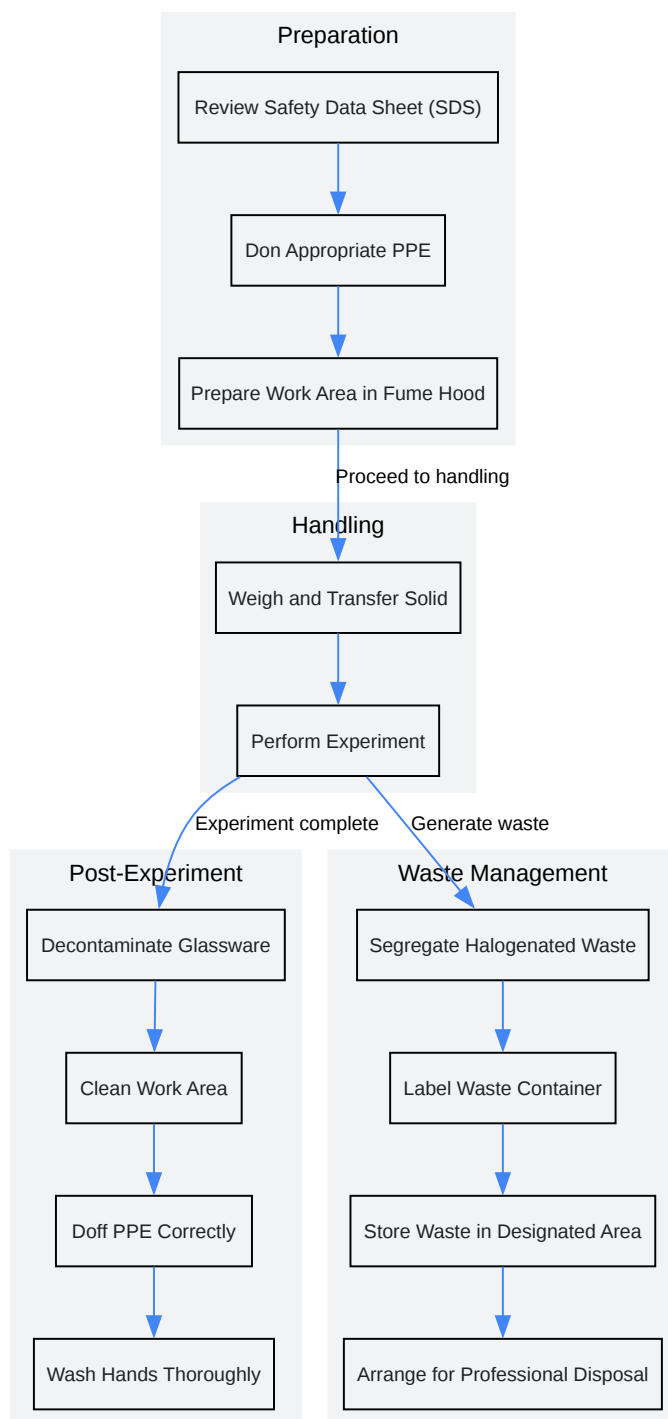 Preparation
Review Safety Data Sheet (SDS)
Don Appropriate PPE
Prepare Work Area in Fume Hood
Proceed to handling
Handling
Weigh and Transfer Solid
Perform Experiment
Experiment complete
Generate waste
Post-Experiment
Decontaminate Glassware
Clean Work Area
Doff PPE Correctly
Wash Hands Thoroughly
Waste Management
Segregate Halogenated Waste
Label Waste Container
Store Waste in Designated Area
Arrange for Professional Disposal